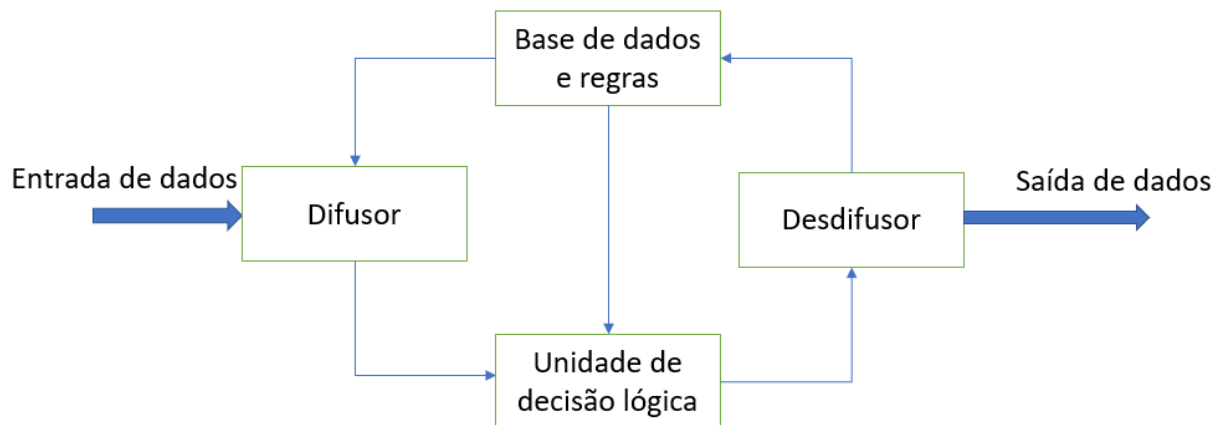 Base de dados
e regras
Entrada de dados
Difusor
Desdifusor
Saída de dados
Unidade de
decisão lógica